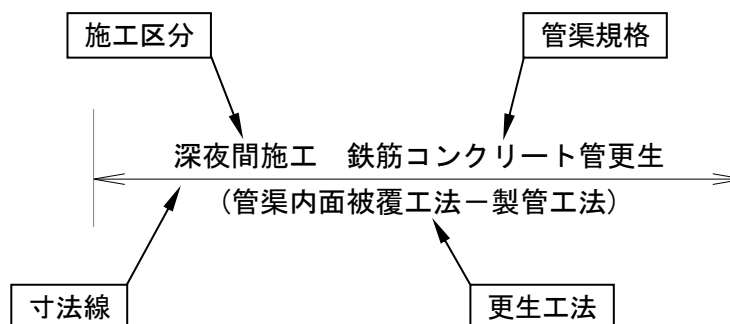 施工区分
管渠規格
深夜間施工　鉄筋コンクリート管更生
（管渠内面被覆工法－製管工法）
寸法線
更生工法